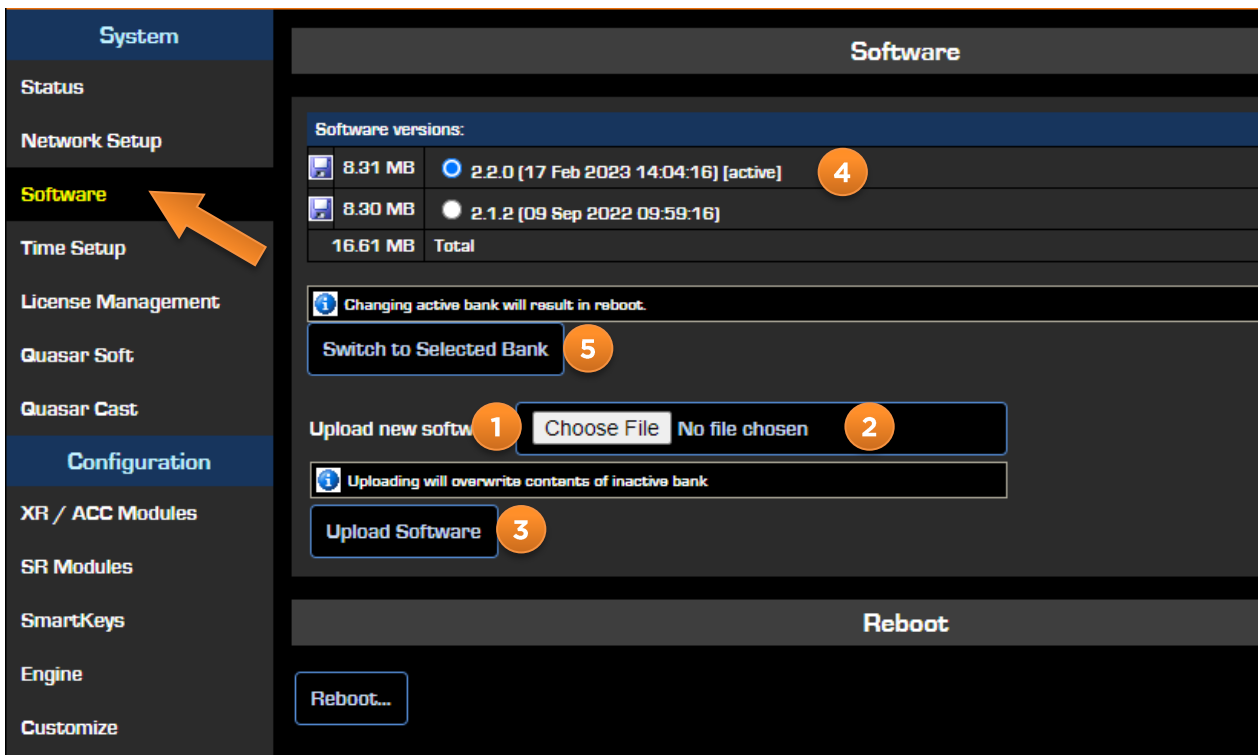 System
Status
Network Setup
Software
Time Setup
License Management
Quasar Soft
Quasar Cast
Configuration
XR / ACC Modules
SR Modules
SmartKeys
Engine
Customize
Software
Software versions:
8.31 MB 2.2.0 (17 Feb 2023 14:04:16) [active] 4
8.30 MB 2.1.2 (09 Sep 2022 09:59:16)
16.61 MB Total
Changing active bank will result in reboot.
Switch to Selected Bank 5
Upload new softw 1 Choose File No file chosen 2
Uploading will overwrite contents of inactive bank
Upload Software 3
Reboot
Reboot...